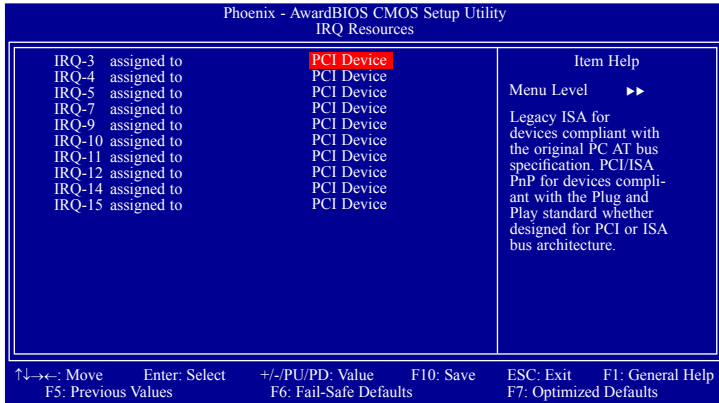 Phoenix - AwardBIOS CMOS Setup Utility
IRQ Resources
IRQ-3 assigned to PCI Device
IRQ-4 assigned to PCI Device
IRQ-5 assigned to PCI Device
IRQ-7 assigned to PCI Device
IRQ-9 assigned to PCI Device
IRQ-10 assigned to PCI Device
IRQ-11 assigned to PCI Device
IRQ-12 assigned to PCI Device
IRQ-14 assigned to PCI Device
IRQ-15 assigned to PCI Device
Item Help
Menu Level ▶▶
Legacy ISA for
devices compliant with
the original PC AT bus
specification. PCI/ISA
PnP for devices compli-
ant with the Plug and
Play standard whether
designed for PCI or ISA
bus architecture.
↑↓→←: Move Enter: Select +/-/PU/PD: Value F10: Save ESC: Exit F1: General Help
F5: Previous Values F6: Fail-Safe Defaults F7: Optimized Defaults